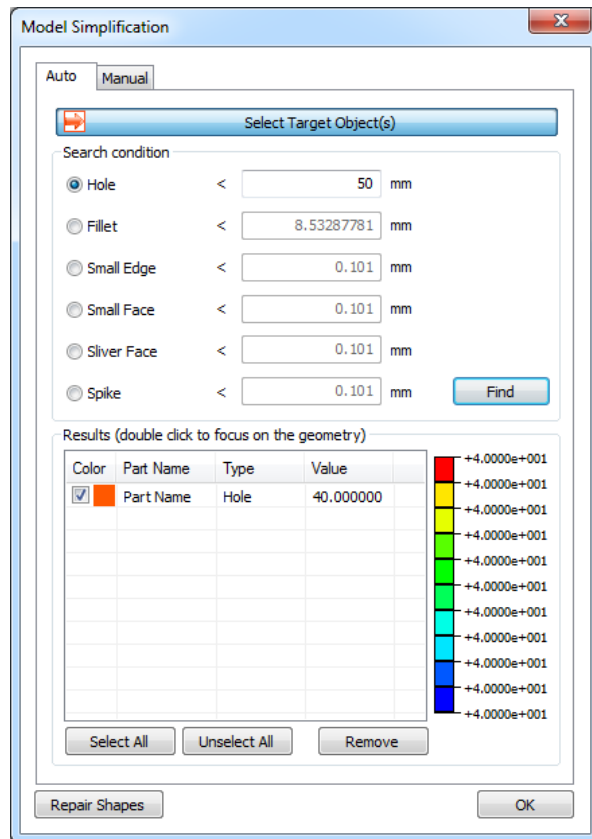 Model Simplification
x
Auto Manual
Select Target Object(s)
Search condition
Hole < 50 mm
Fillet < 8.53287781 mm
Small Edge < 0.101 mm
Small Face < 0.101 mm
Sliver Face < 0.101 mm
Spike < 0.101 mm Find
Results (double click to focus on the geometry)
Color Part Name Type Value
Part Name Hole 40.000000
+4.0000e+001
+4.0000e+001
+4.0000e+001
+4.0000e+001
+4.0000e+001
+4.0000e+001
+4.0000e+001
+4.0000e+001
+4.0000e+001
+4.0000e+001
+4.0000e+001
Select All Unselect All Remove
Repair Shapes OK